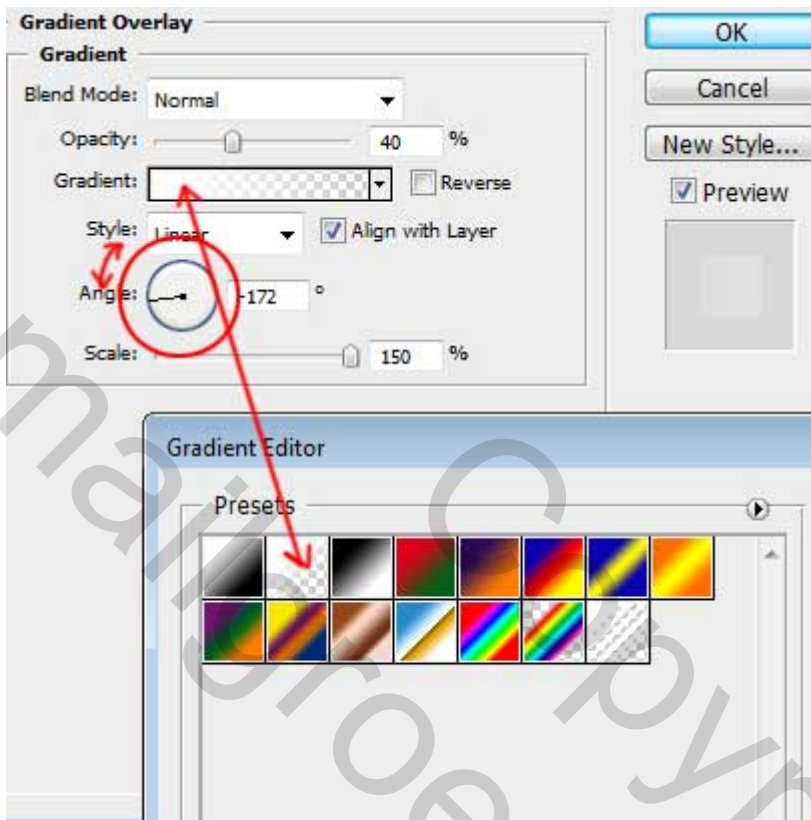 Gradient Overlay
Gradient
Blend Mode: Normal
Opacity: 40 %
Gradient: Reverse
Style: Linear Align with Layer
Angle: -172 °
Scale: 150 %
OK
Cancel
New Style...
Preview
Gradient Editor
Presets